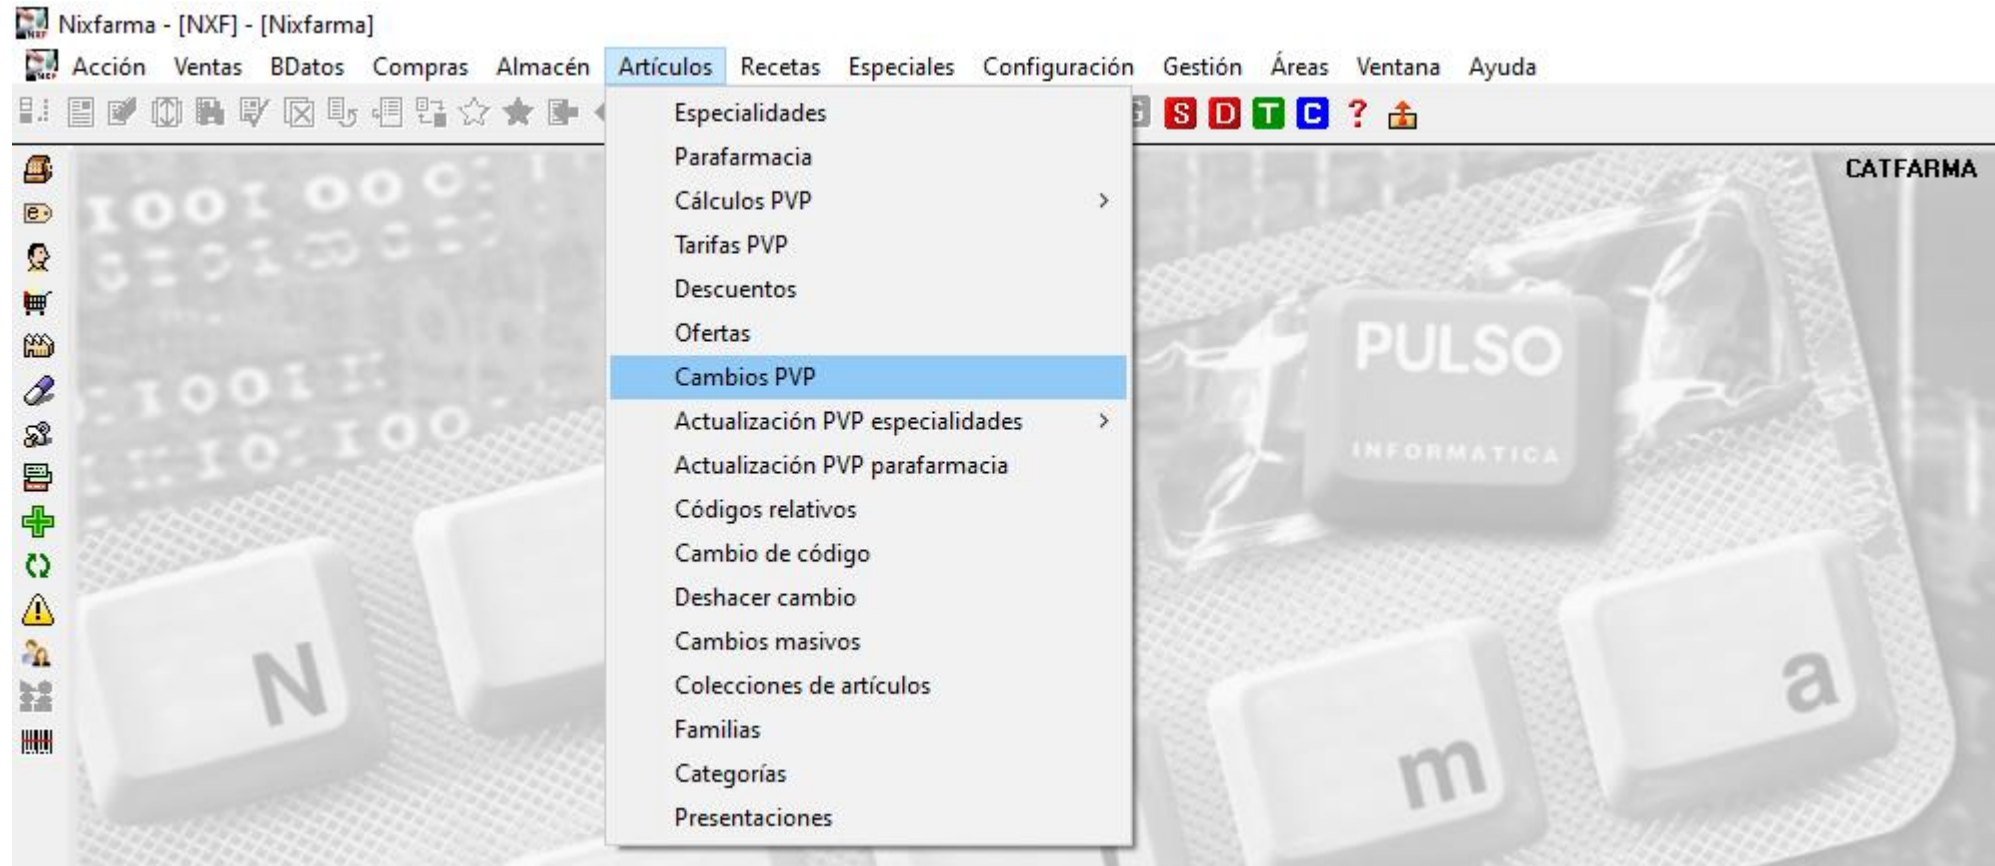 Nixfarma - [NXF] - [Nixfarma]
Acción Ventas BDatos Compras Almacén Artículos Recetas Especiales Configuración Gestión Áreas Ventana Ayuda
S D T C ?
CATFARMA
Especialidades
Parafarmacia
Cálculos PVP >
Tarifas PVP
Descuentos
Ofertas
Cambios PVP
Actualización PVP especialidades >
Actualización PVP parafarmacia
Códigos relativos
Cambio de código
Deshacer cambio
Cambios masivos
Colecciones de artículos
Familias
Categorías
Presentaciones
PULSO
INFORMATICA
N
m
a